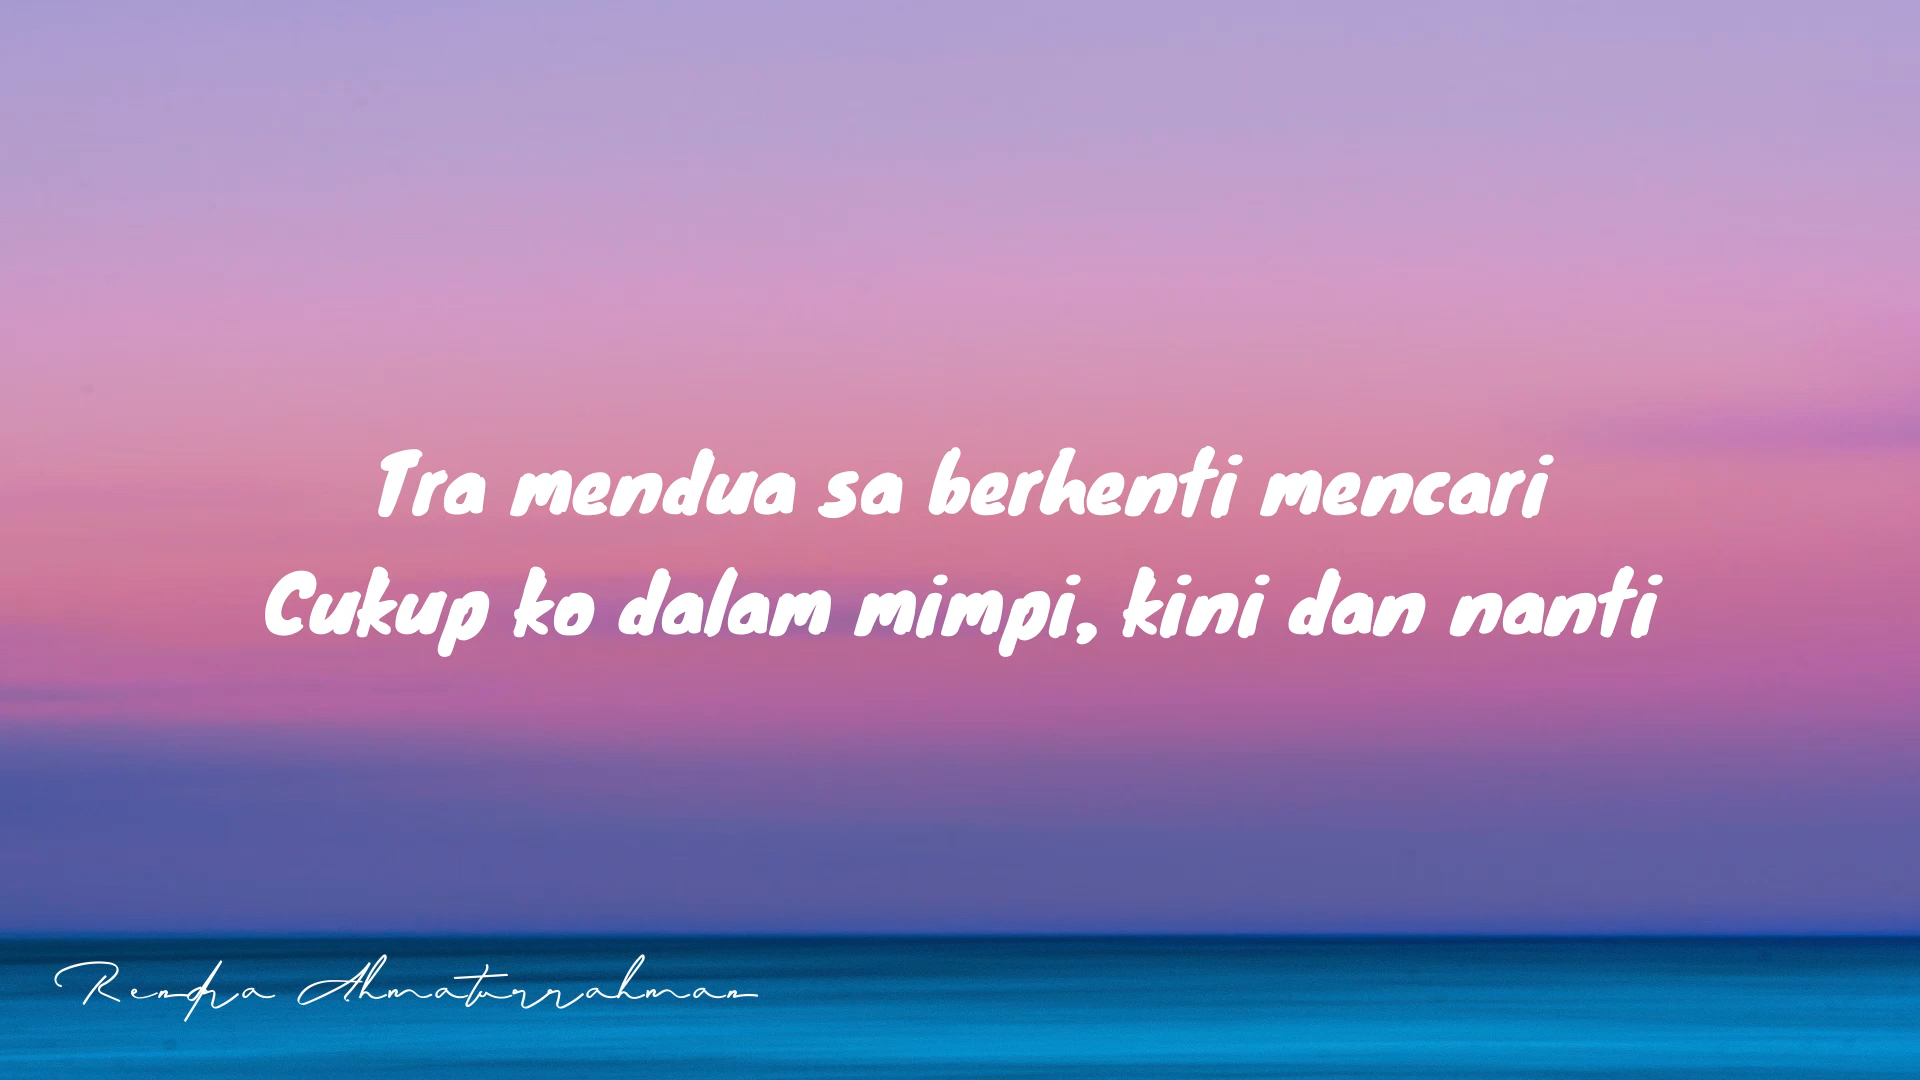 Tra mendua sa berhenti mencari
Cukup ko dalam mimpi, kini dan nanti
Rendra Ahmaturrahman